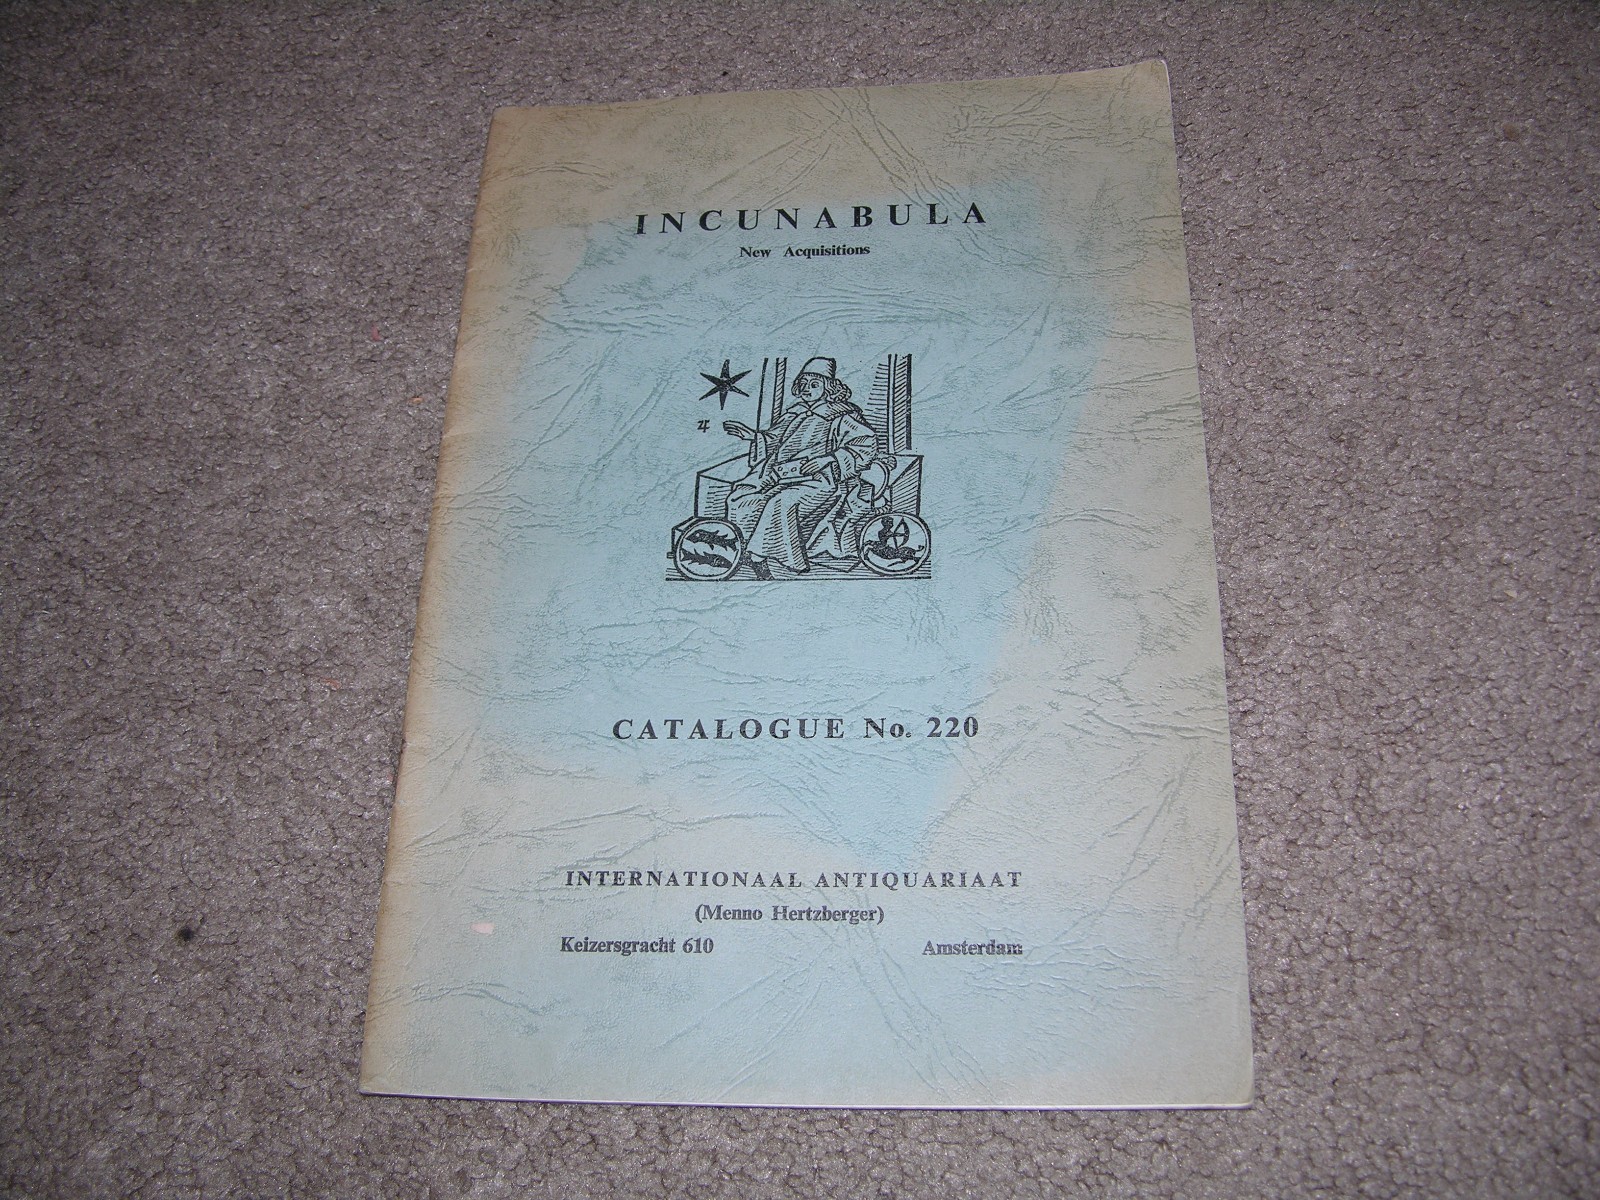 INCUNABULA
New Acquisitions
♃
CATALOGUE No. 220
INTERNATIONAAL ANTIQUARIAAT
(Menno Hertzberger)
Keizersgracht 610 Amsterdam